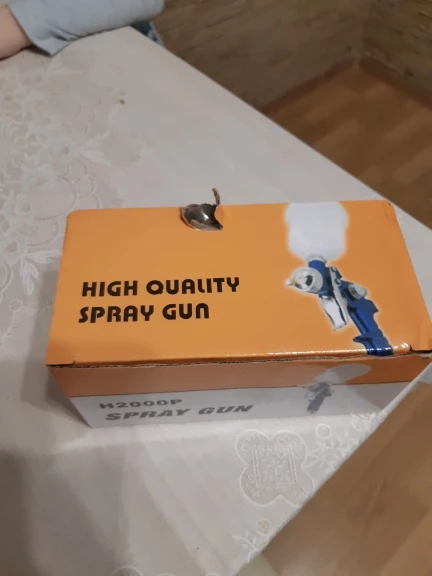 HIGH QUALITY
SPRAY GUN
H2000P
SPRAY GUN